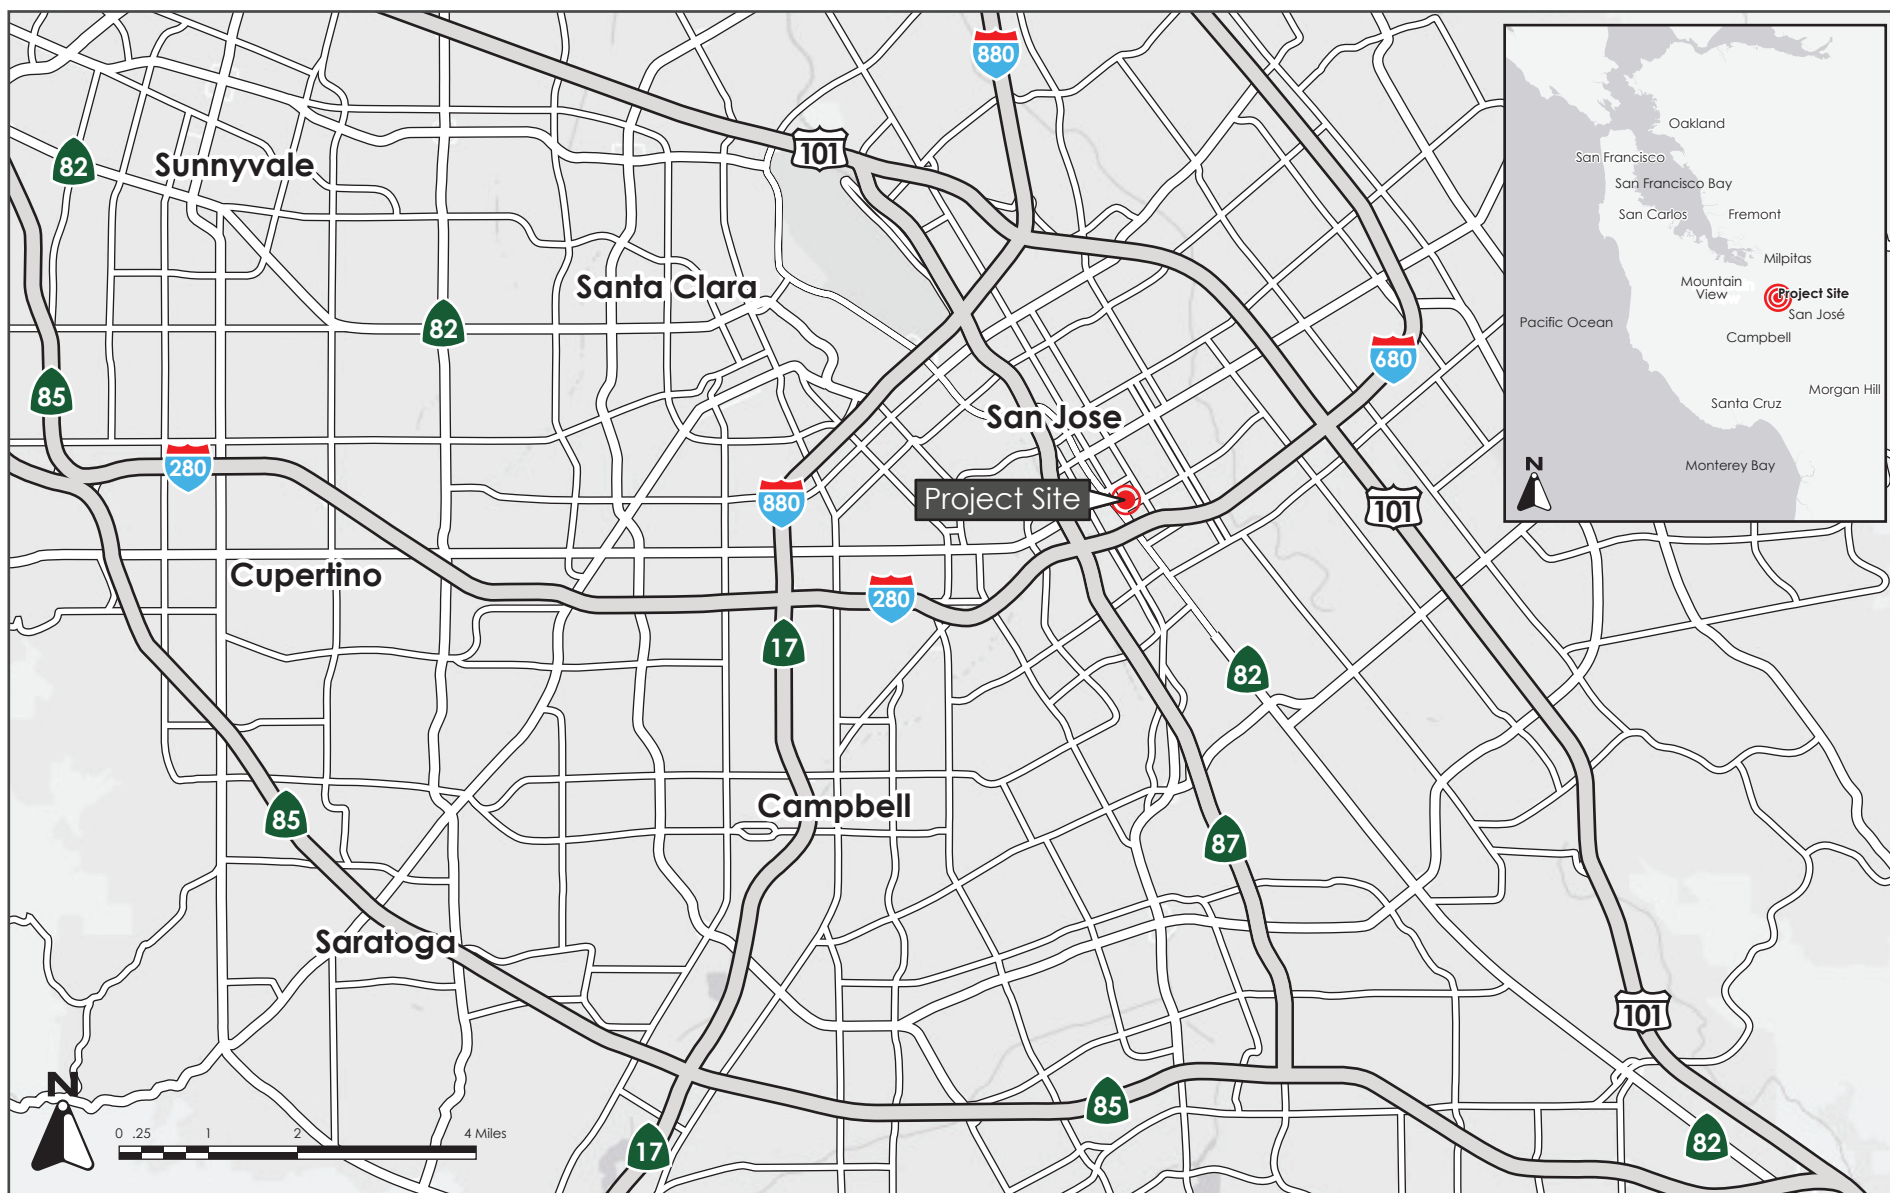 880
101
82
Sunnyvale
Santa Clara
82
680
85
San Jose
280
880
Project Site
101
Cupertino
280
17
82
Campbell
85
87
Saratoga
101
85
17
82
N
0 .25 1 2 4 Miles
Oakland
San Francisco
San Francisco Bay
San Carlos
Fremont
Milpitas
Mountain
View
Project Site
San José
Pacific Ocean
Campbell
Morgan Hill
Santa Cruz
Monterey Bay
N